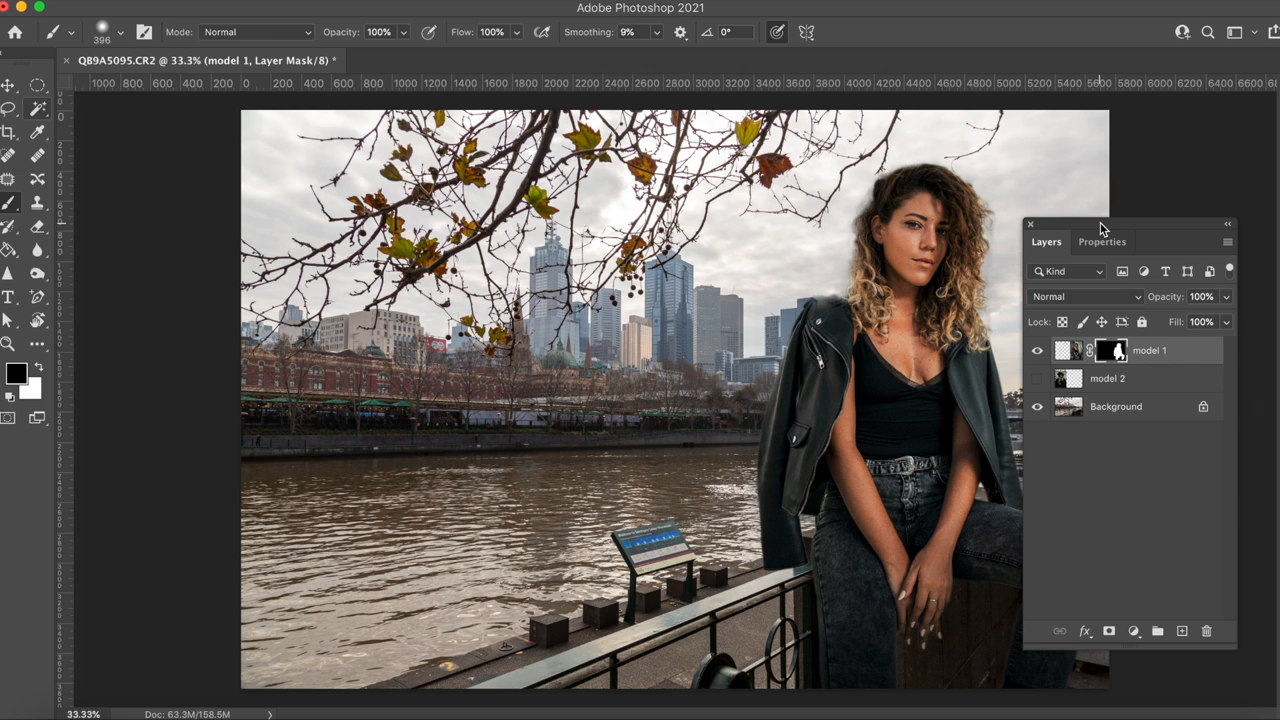 Adobe Photoshop 2021
396
Mode: Normal Opacity: 100% Flow: 100% Smoothing: 9% 0°
QB9A5095.CR2 @ 33.3% (model 1, Layer Mask/8) *
1000 800 600 400 200 0 200 400 600 800 1000 1200 1400 1600 1800 2000 2200 2400 2600 2800 3000 3200 3400 3600 3800 4000 4200 4400 4600 4800 5000 5200 5400 5600 5800 6000 6200 6400 6600
Layers Properties
Kind
Normal Opacity: 100%
Lock: Fill: 100%
model 1
model 2
Background
33.33% Doc: 63.3M/158.5M